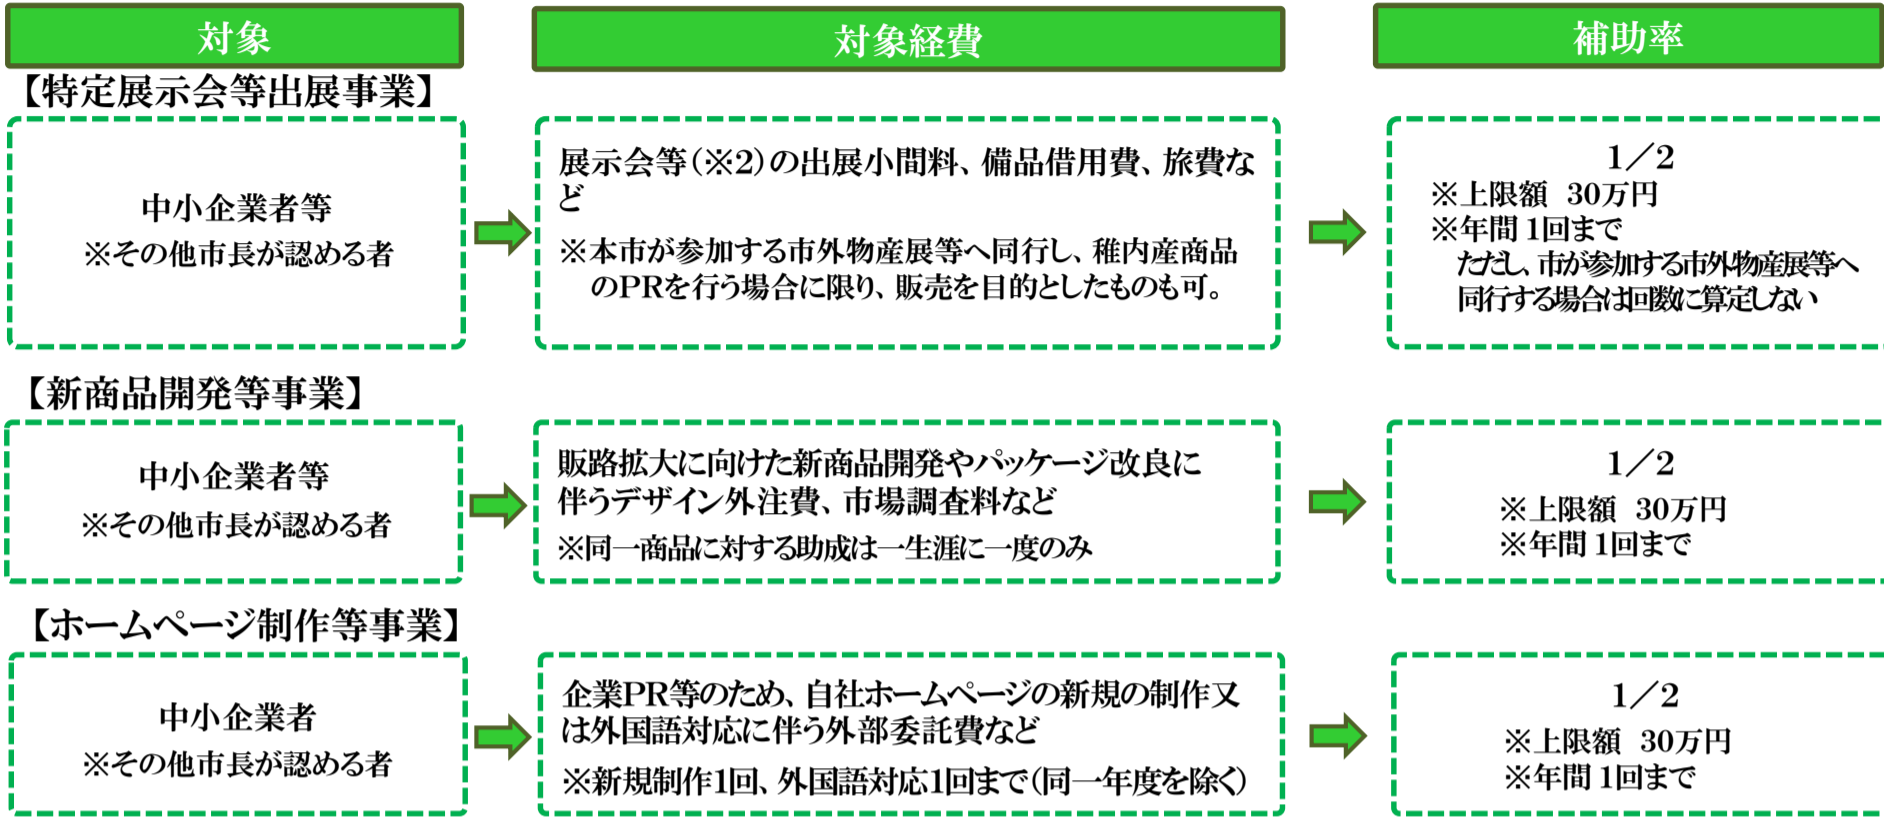 対象
対象経費
補助率
【特定展示会等出展事業】
中小企業者等
※その他市長が認める者
展示会等(※2)の出展小間料、備品借用費、旅費な
ど
※本市が参加する市外物産展等へ同行し、稚内産商品
のPRを行う場合に限り、販売を目的としたものも可。
1/2
※上限額 30万円
※年間1回まで
ただし、市が参加する市外物産展等へ
同行する場合は回数に算定しない
【新商品開発等事業】
中小企業者等
※その他市長が認める者
販路拡大に向けた新商品開発やパッケージ改良に
伴うデザイン外注費、市場調査料など
※同一商品に対する助成は一生涯に一度のみ
1/2
※上限額 30万円
※年間1回まで
【ホームページ制作等事業】
中小企業者
※その他市長が認める者
企業PR等のため、自社ホームページの新規の制作又
は外国語対応に伴う外部委託費など
※新規制作1回、外国語対応1回まで(同一年度を除く)
1/2
※上限額 30万円
※年間1回まで